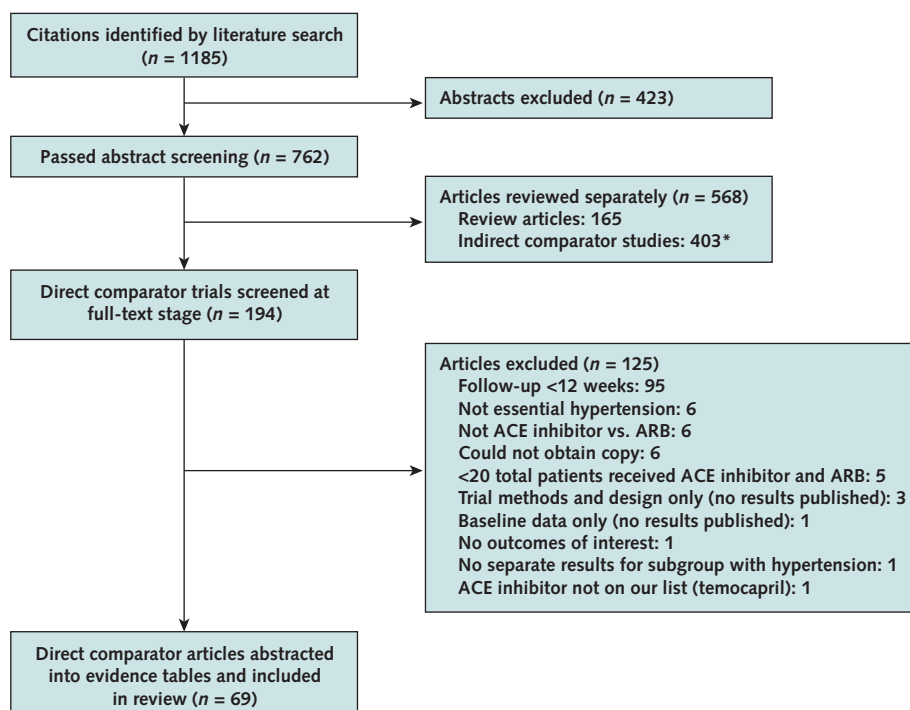 Citations identified by literature search
(n = 1185)
Abstracts excluded (n = 423)
Passed abstract screening (n = 762)
Articles reviewed separately (n = 568)
Review articles: 165
Indirect comparator studies: 403*
Direct comparator trials screened at
full-text stage (n = 194)
Articles excluded (n = 125)
Follow-up <12 weeks: 95
Not essential hypertension: 6
Not ACE inhibitor vs. ARB: 6
Could not obtain copy: 6
<20 total patients received ACE inhibitor and ARB: 5
Trial methods and design only (no results published): 3
Baseline data only (no results published): 1
No outcomes of interest: 1
No separate results for subgroup with hypertension: 1
ACE inhibitor not on our list (temocapril): 1
Direct comparator articles abstracted
into evidence tables and included
in review (n = 69)